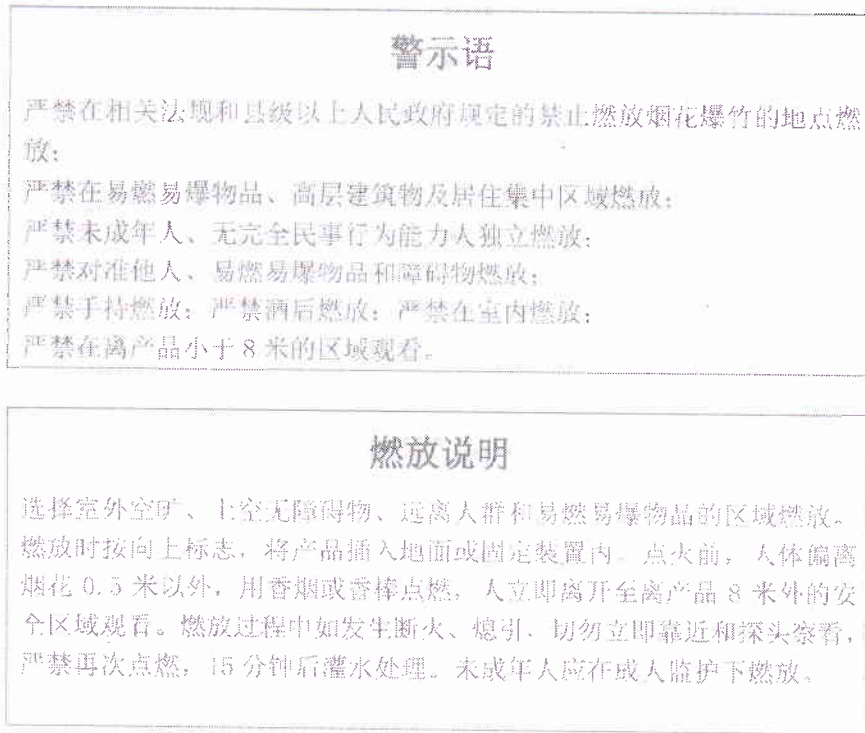 警示语
严禁在相关法规和县级以上人民政府规定的禁止燃放烟花爆竹的地点燃
放；
严禁在易燃易爆物品、高层建筑物及居住集中区域燃放；
严禁未成年人、无完全民事行为能力人独立燃放；
严禁对准他人、易燃易爆物品和障碍物燃放；
严禁手持燃放；严禁酒后燃放；严禁在室内燃放；
严禁在离产品小于8米的区域观看。
燃放说明
选择室外空旷、上空无障碍物、远离人群和易燃易爆物品的区域燃放。
燃放时按向上标志，将产品插入地面或固定装置内。点火前，人体偏离
烟花0.5米以外，用香烟或香棒点燃，人立即离开至离产品8米外的安
全区域观看。燃放过程中如发生断火、熄引，切勿立即靠近和探头察看，
严禁再次点燃，15分钟后灌水处理。未成年人应在成人监护下燃放。